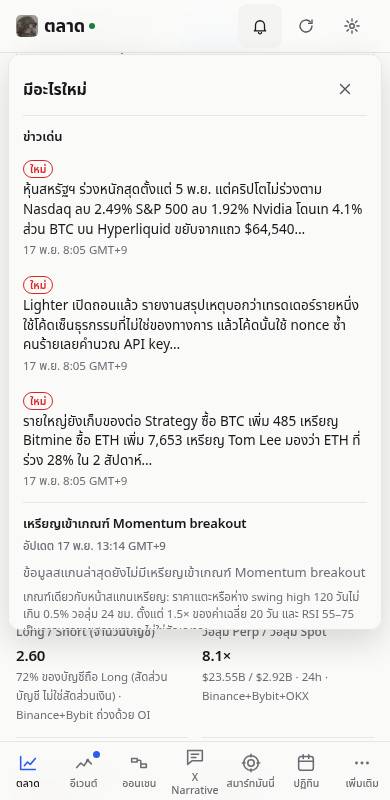 ตลาด
มีอะไรใหม่
ข่าวเด่น
ใหม่
หุ้นสหรัฐฯ ร่วงหนักสุดตั้งแต่ 5 พ.ย. แต่คริปโตไม่ร่วงตาม
Nasdaq ลบ 2.49% S&P 500 ลบ 1.92% Nvidia โดนเท 4.1%
ส่วน BTC บน Hyperliquid ขยับจากแถว $64,540…
17 พ.ย. 8:05 GMT+9
ใหม่
Lighter เปิดถอนแล้ว รายงานสรุปเหตุบอกว่าเทรดเดอร์รายหนึ่ง
ใช้โค้ดเซ็นธุรกรรมที่ไม่ใช่ของทางการ แล้วโค้ดนั้นใช้ nonce ซ้ำ
คนร้ายเลยคำนวณ API key…
17 พ.ย. 8:05 GMT+9
ใหม่
รายใหญ่ยังเก็บของต่อ Strategy ซื้อ BTC เพิ่ม 485 เหรียญ
Bitmine ซื้อ ETH เพิ่ม 7,653 เหรียญ Tom Lee มองว่า ETH ที่
ร่วง 28% ใน 2 สัปดาห์…
17 พ.ย. 8:05 GMT+9
เหรียญเข้าเกณฑ์ Momentum breakout
อัปเดต 17 พ.ย. 13:14 GMT+9
ข้อมูลสแกนล่าสุดยังไม่มีเหรียญเข้าเกณฑ์ Momentum breakout
เกณฑ์เดียวกับหน้าสแกนเหรียญ: ราคาแตะหรือห่าง swing high 120 วันไม่
เกิน 0.5% วอลุ่ม 24 ชม. ตั้งแต่ 1.5× ของค่าเฉลี่ย 20 วัน และ RSI 55–75
Long / Short (จำนวนบัญชี)
วอลุ่ม Perp / วอลุ่ม Spot
2.60
8.1×
72% ของบัญชีถือ Long (สัดส่วน
บัญชี ไม่ใช่สัดส่วนเงิน) ·
Binance+Bybit ถ่วงด้วย OI
$23.55B / $2.92B · 24h ·
Binance+Bybit+OKX
ตลาด
อีเวนต์
ออนเชน
X
Narrative
สมาร์ทมันนี่
ปฏิทิน
เพิ่มเติม